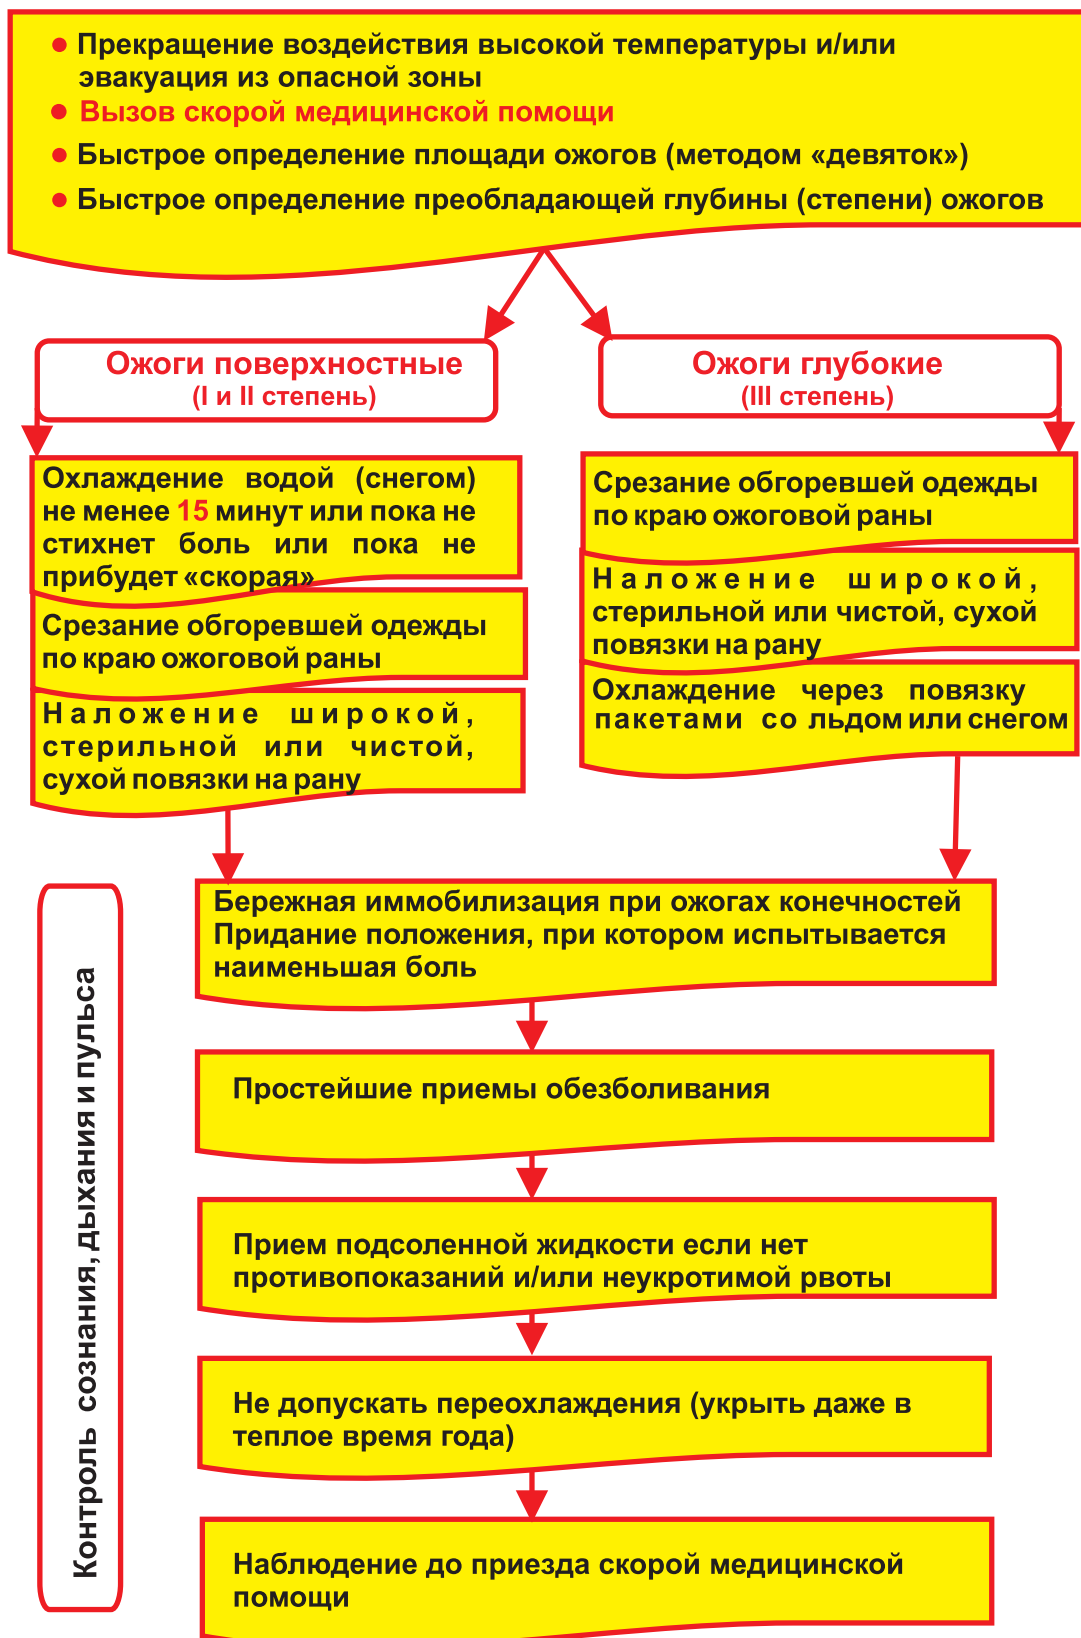 Прекращение воздействия высокой температуры и/или
эвакуация из опасной зоны
Вызов скорой медицинской помощи
Быстрое определение площади ожогов (методом «девяток»)
Быстрое определение преобладающей глубины (степени) ожогов
Ожоги поверхностные
(I и II степень)
Охлаждение водой (снегом)
не менее 15 минут или пока не
стихнет боль или пока не
прибудет «скорая»
Срезание обгоревшей одежды
по краю ожоговой раны
Наложение широкой,
стерильной или чистой,
сухой повязки на рану
Ожоги глубокие
(III степень)
Срезание обгоревшей одежды
по краю ожоговой раны
Наложение широкой,
стерильной или чистой, сухой
повязки на рану
Охлаждение через повязку
пакетами со льдом или снегом
Бережная иммобилизация при ожогах конечностей
Придание положения, при котором испытывается
наименьшая боль
Простейшие приемы обезболивания
Прием подсоленной жидкости если нет
противопоказаний и/или неукротимой рвоты
Не допускать переохлаждения (укрыть даже в
теплое время года)
Наблюдение до приезда скорой медицинской
помощи
Контроль сознания, дыхания и пульса